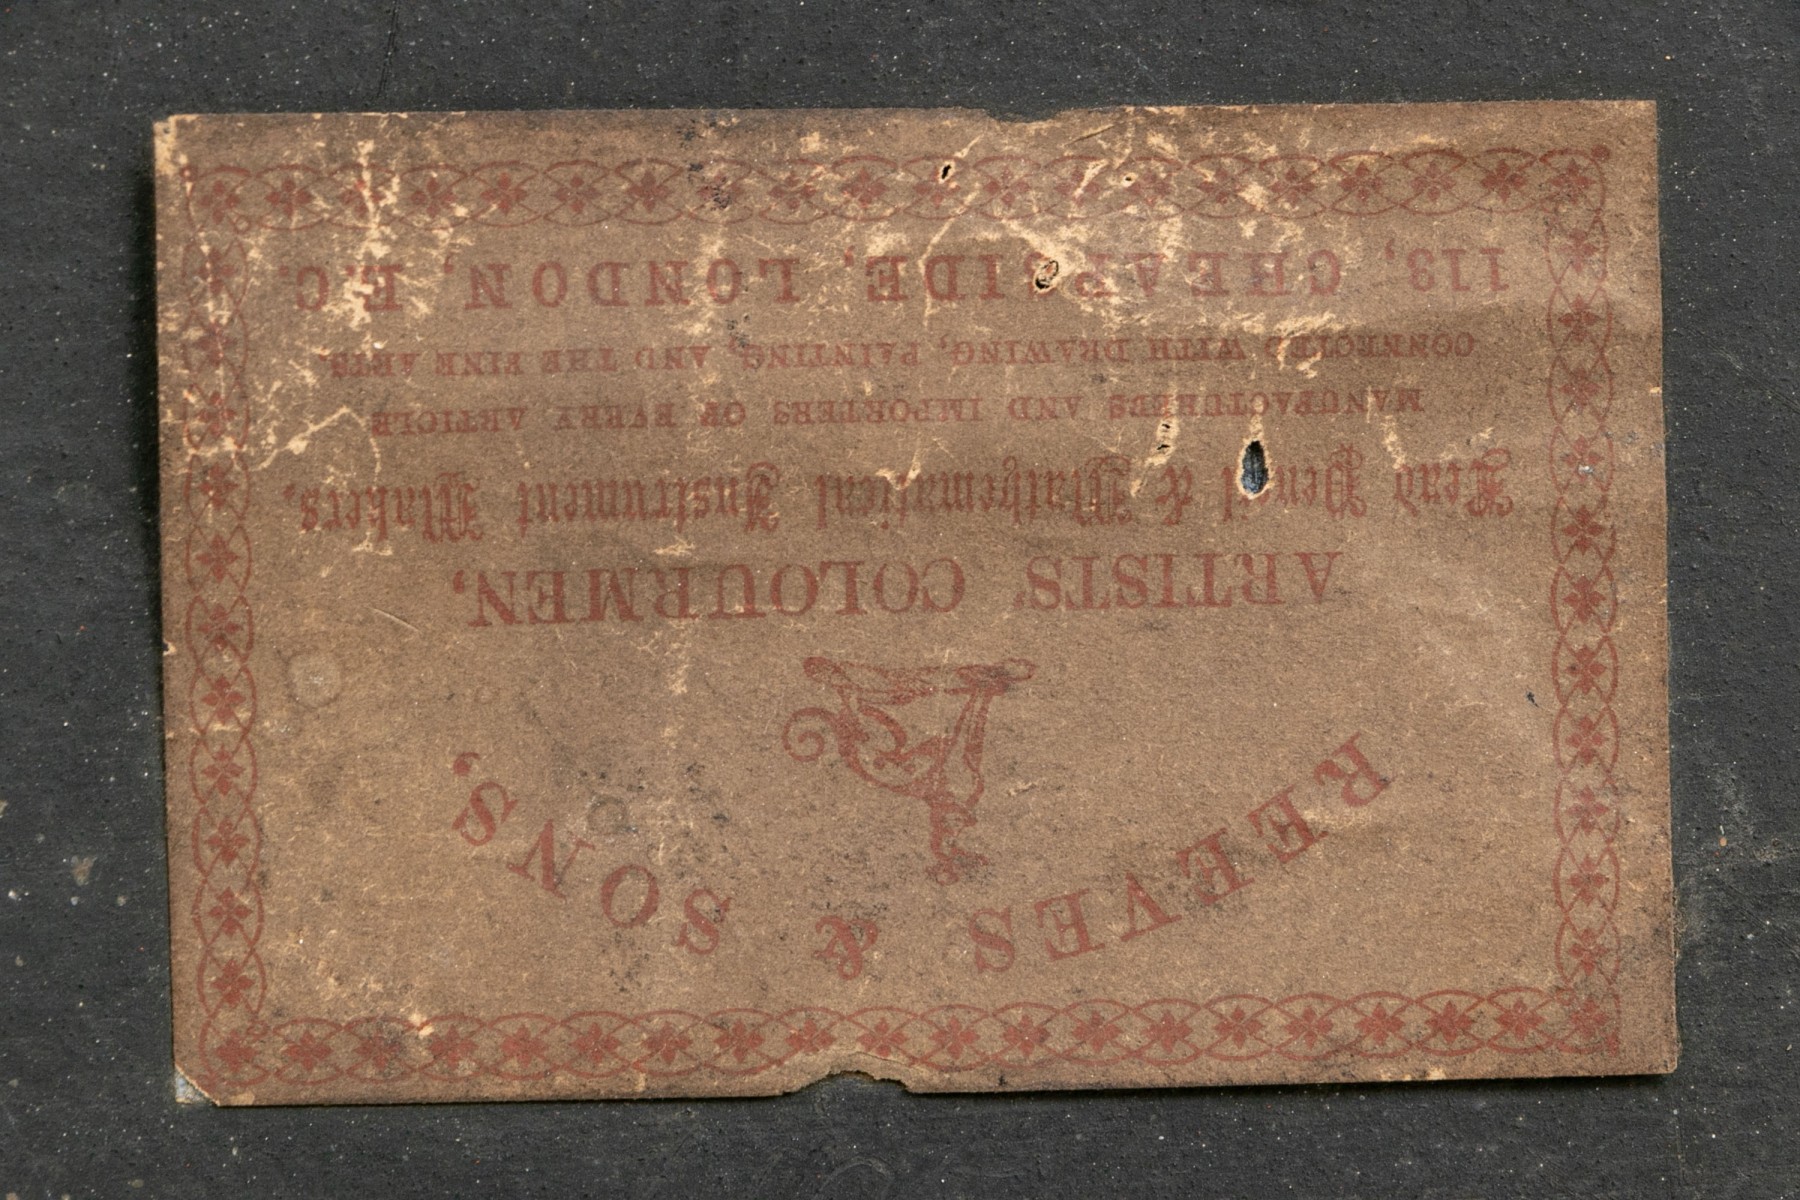 REEVES & SONS,
ARTISTS' COLOURMEN,
Lead Pencil & Mathematical Instrument Makers,
MANUFACTURERS AND IMPORTERS OF EVERY ARTICLE
CONNECTED WITH DRAWING, PAINTING, AND THE FINE ARTS.
113, CHEAPSIDE, LONDON, E.C.